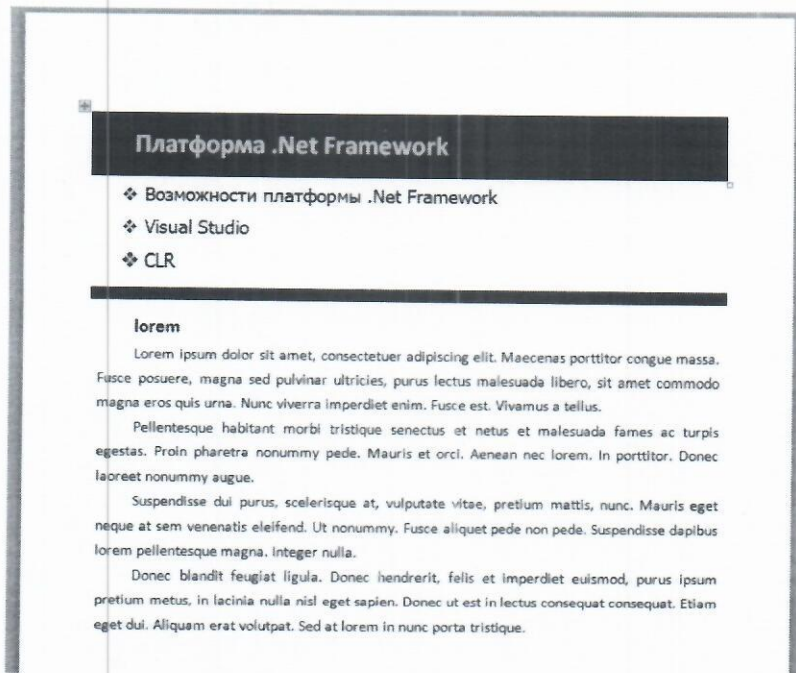 Платформа .Net Framework
❖ Возможности платформы .Net Framework
❖ Visual Studio
❖ CLR
lorem
Lorem ipsum dolor sit amet, consectetuer adipiscing elit. Maecenas porttitor congue massa.
Fusce posuere, magna sed pulvinar ultricies, purus lectus malesuada libero, sit amet commodo
magna eros quis urna. Nunc viverra imperdiet enim. Fusce est. Vivamus a tellus.
Pellentesque habitant morbi tristique senectus et netus et malesuada fames ac turpis
egestas. Proin pharetra nonummy pede. Mauris et orci. Aenean nec lorem. In porttitor. Donec
laoreet nonummy augue.
Suspendisse dui purus, scelerisque at, vulputate vitae, pretium mattis, nunc. Mauris eget
neque at sem venenatis eleifend. Ut nonummy. Fusce aliquet pede non pede. Suspendisse dapibus
lorem pellentesque magna. Integer nulla.
Donec blandit feugiat ligula. Donec hendrerit, felis et imperdiet euismod, purus ipsum
pretium metus, in lacinia nulla nisl eget sapien. Donec ut est in lectus consequat consequat. Etiam
eget dui. Aliquam erat volutpat. Sed at lorem in nunc porta tristique.